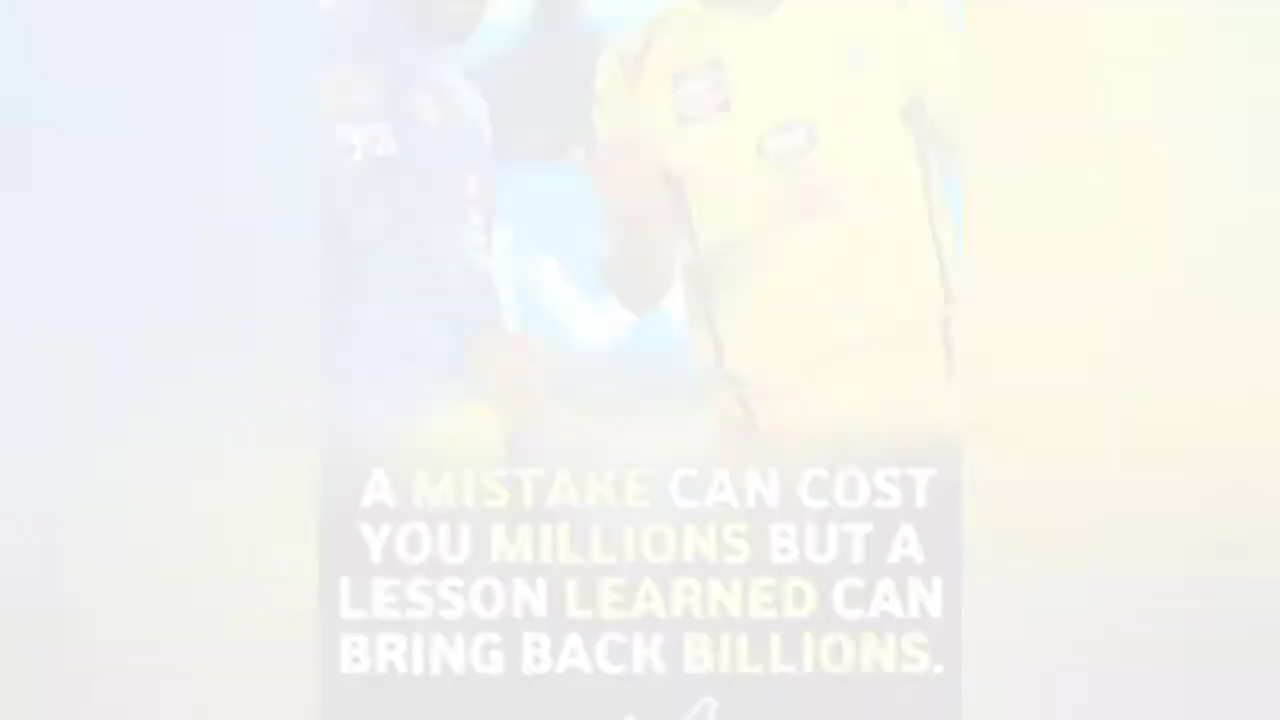 A MISTAKE CAN COST
YOU MILLIONS BUT A
LESSON LEARNED CAN
BRING BACK BILLIONS.